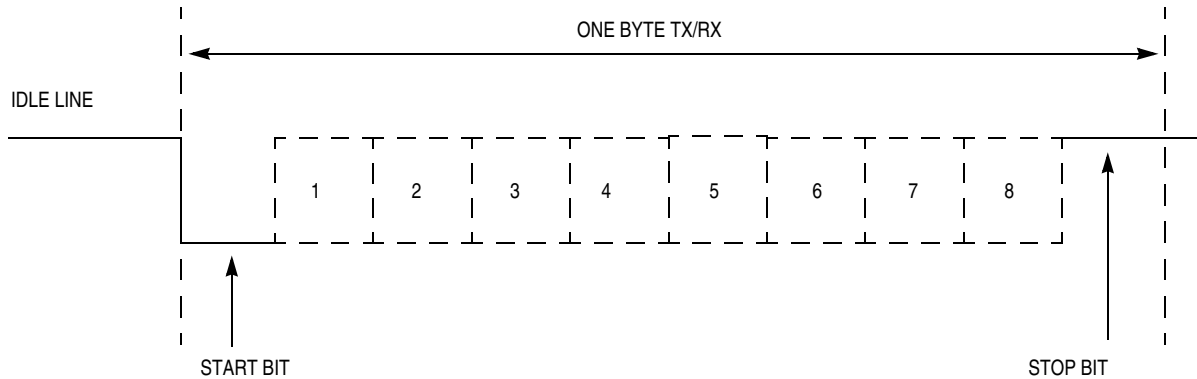 ONE BYTE TX/RX
IDLE LINE
1 2 3 4 5 6 7 8
START BIT
STOP BIT